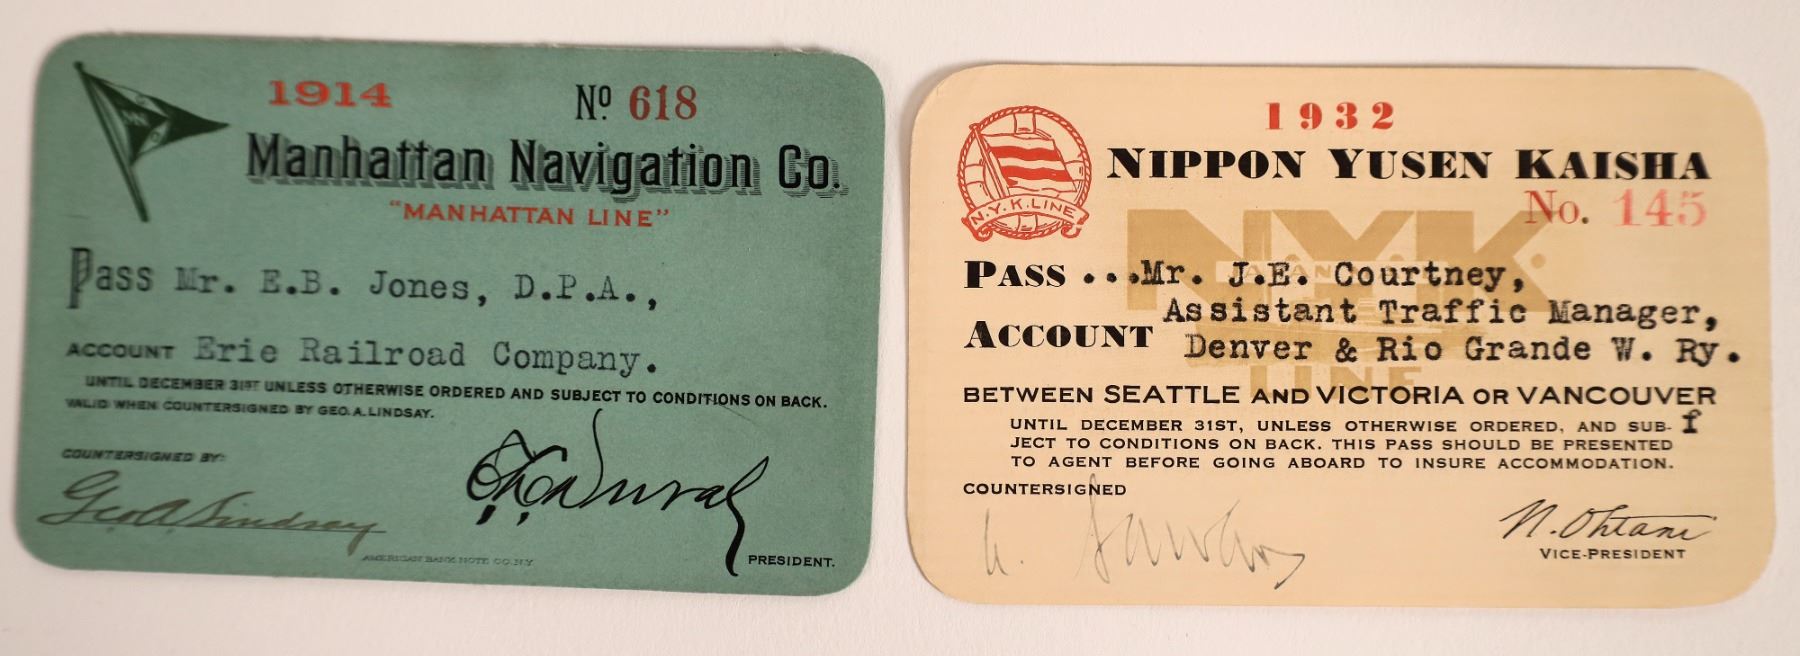 1914
Nº 618
Manhattan Navigation Co.
"MANHATTAN LINE"
Pass Mr. E.B. Jones, D.P.A.,
ACCOUNT Erie Railroad Company.
UNTIL DECEMBER 31ST UNLESS OTHERWISE ORDERED AND SUBJECT TO CONDITIONS ON BACK.
VALID WHEN COUNTERSIGNED BY GEO. A. LINDSAY.
COUNTERSIGNED BY:
Geo A Lindsay
AMERICAN BANK NOTE CO. N.Y.
PRESIDENT.
1932
NIPPON YUSEN KAISHA
N.Y.K. LINE
No. 145
N.Y.K.
JAPAN MAIL
LINE
PASS ...Mr. J.E. Courtney,
Assistant Traffic Manager,
ACCOUNT Denver & Rio Grande W. Ry.
BETWEEN SEATTLE AND VICTORIA OR VANCOUVER
UNTIL DECEMBER 31ST, UNLESS OTHERWISE ORDERED, AND SUB- f
JECT TO CONDITIONS ON BACK. THIS PASS SHOULD BE PRESENTED
TO AGENT BEFORE GOING ABOARD TO INSURE ACCOMMODATION.
COUNTERSIGNED
N. Ohtani
VICE-PRESIDENT